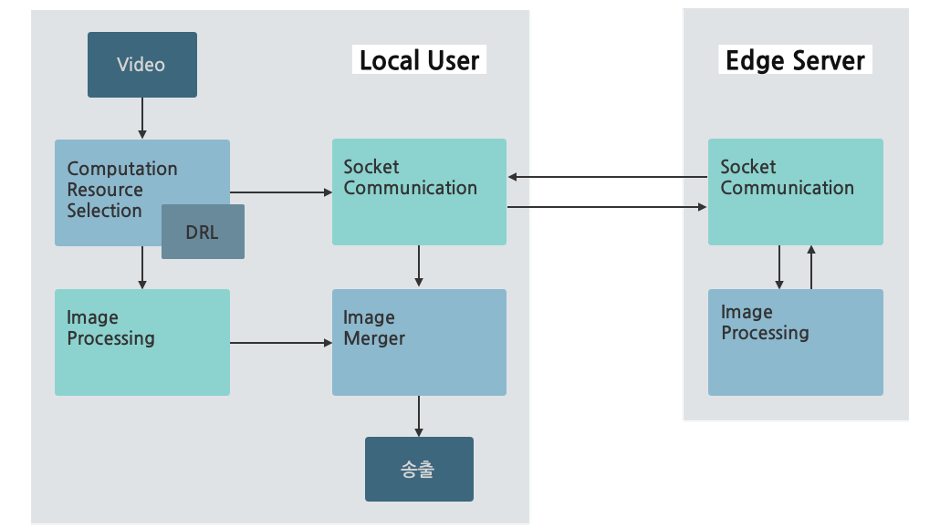 Video
Local User
Edge Server
Computation
Resource
Selection
DRL
Socket
Communication
Socket
Communication
Image
Processing
Image
Merger
Image
Processing
송출